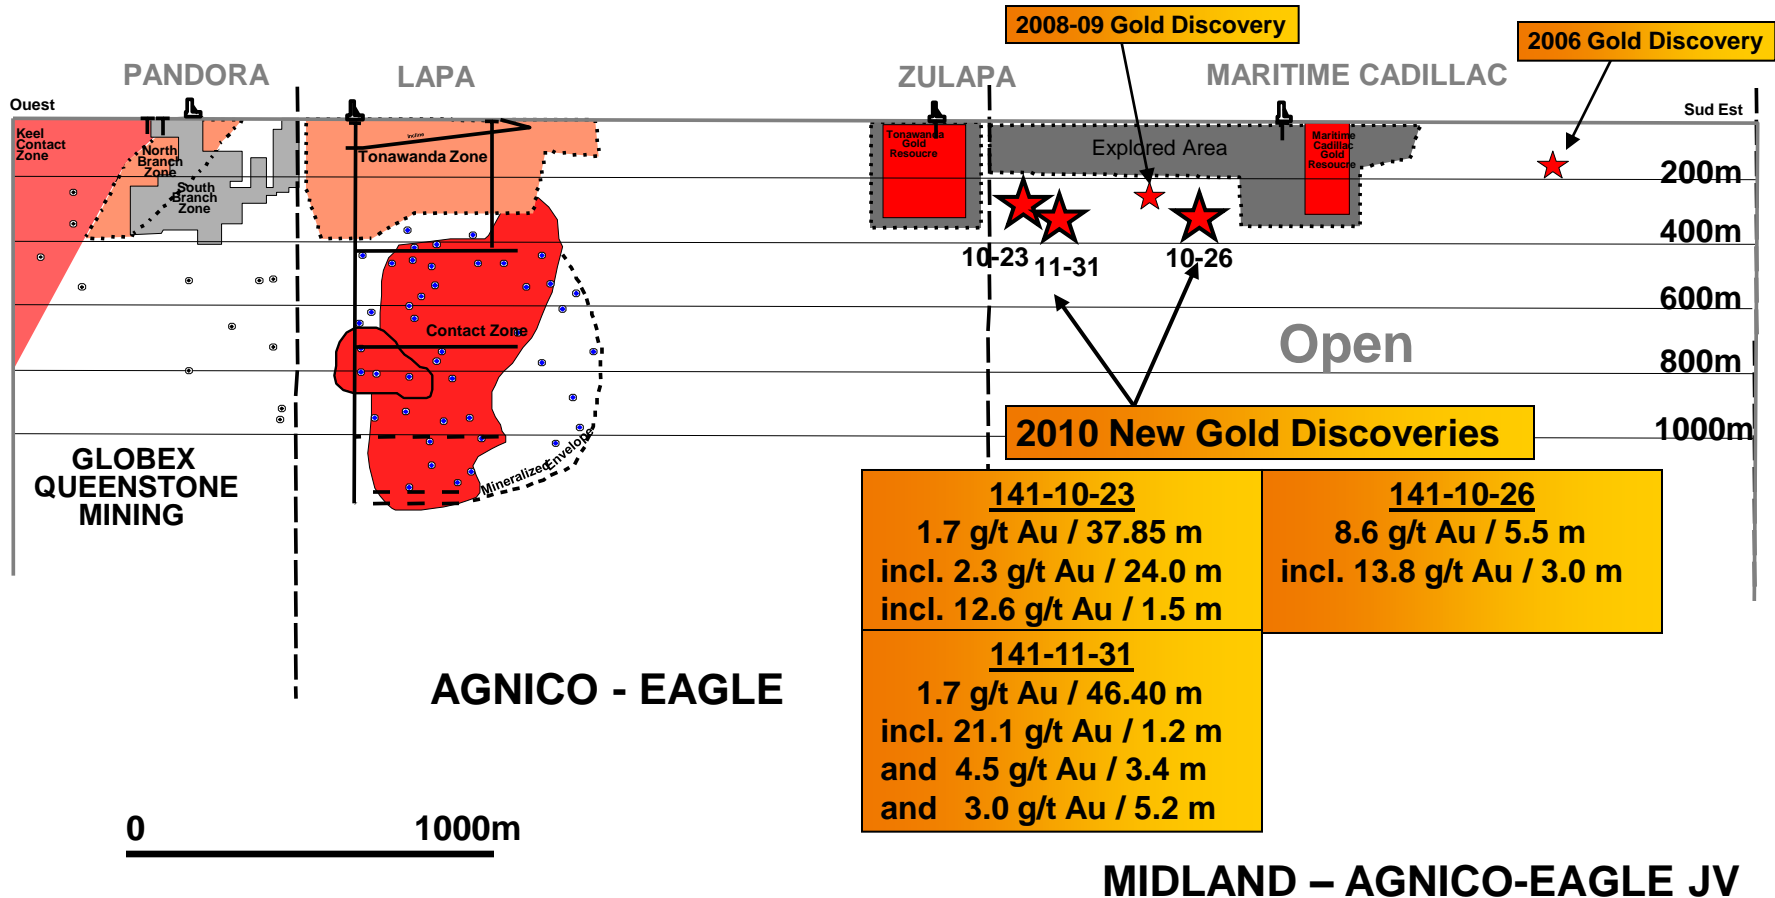 2008-09 Gold Discovery
2006 Gold Discovery
PANDORA
LAPA
ZULAPA
MARITIME CADILLAC
Ouest
Sud Est
Keel
Contact
Zone
North
Branch
Zone
South
Branch
Zone
Incline
Tonawanda Zone
Tonawanda
Gold
Resoucre
Explored Area
Maritime
Cadillac
Gold
Resoucre
200m
400m
10-23
11-31
10-26
600m
Contact Zone
Open
800m
1000m
2010 New Gold Discoveries
Mineralized Envelope
GLOBEX
QUEENSTONE
MINING
141-10-23
1.7 g/t Au / 37.85 m
incl. 2.3 g/t Au / 24.0 m
incl. 12.6 g/t Au / 1.5 m
141-10-26
8.6 g/t Au / 5.5 m
incl. 13.8 g/t Au / 3.0 m
141-11-31
1.7 g/t Au / 46.40 m
incl. 21.1 g/t Au / 1.2 m
and 4.5 g/t Au / 3.4 m
and 3.0 g/t Au / 5.2 m
AGNICO - EAGLE
0 1000m
MIDLAND – AGNICO-EAGLE JV